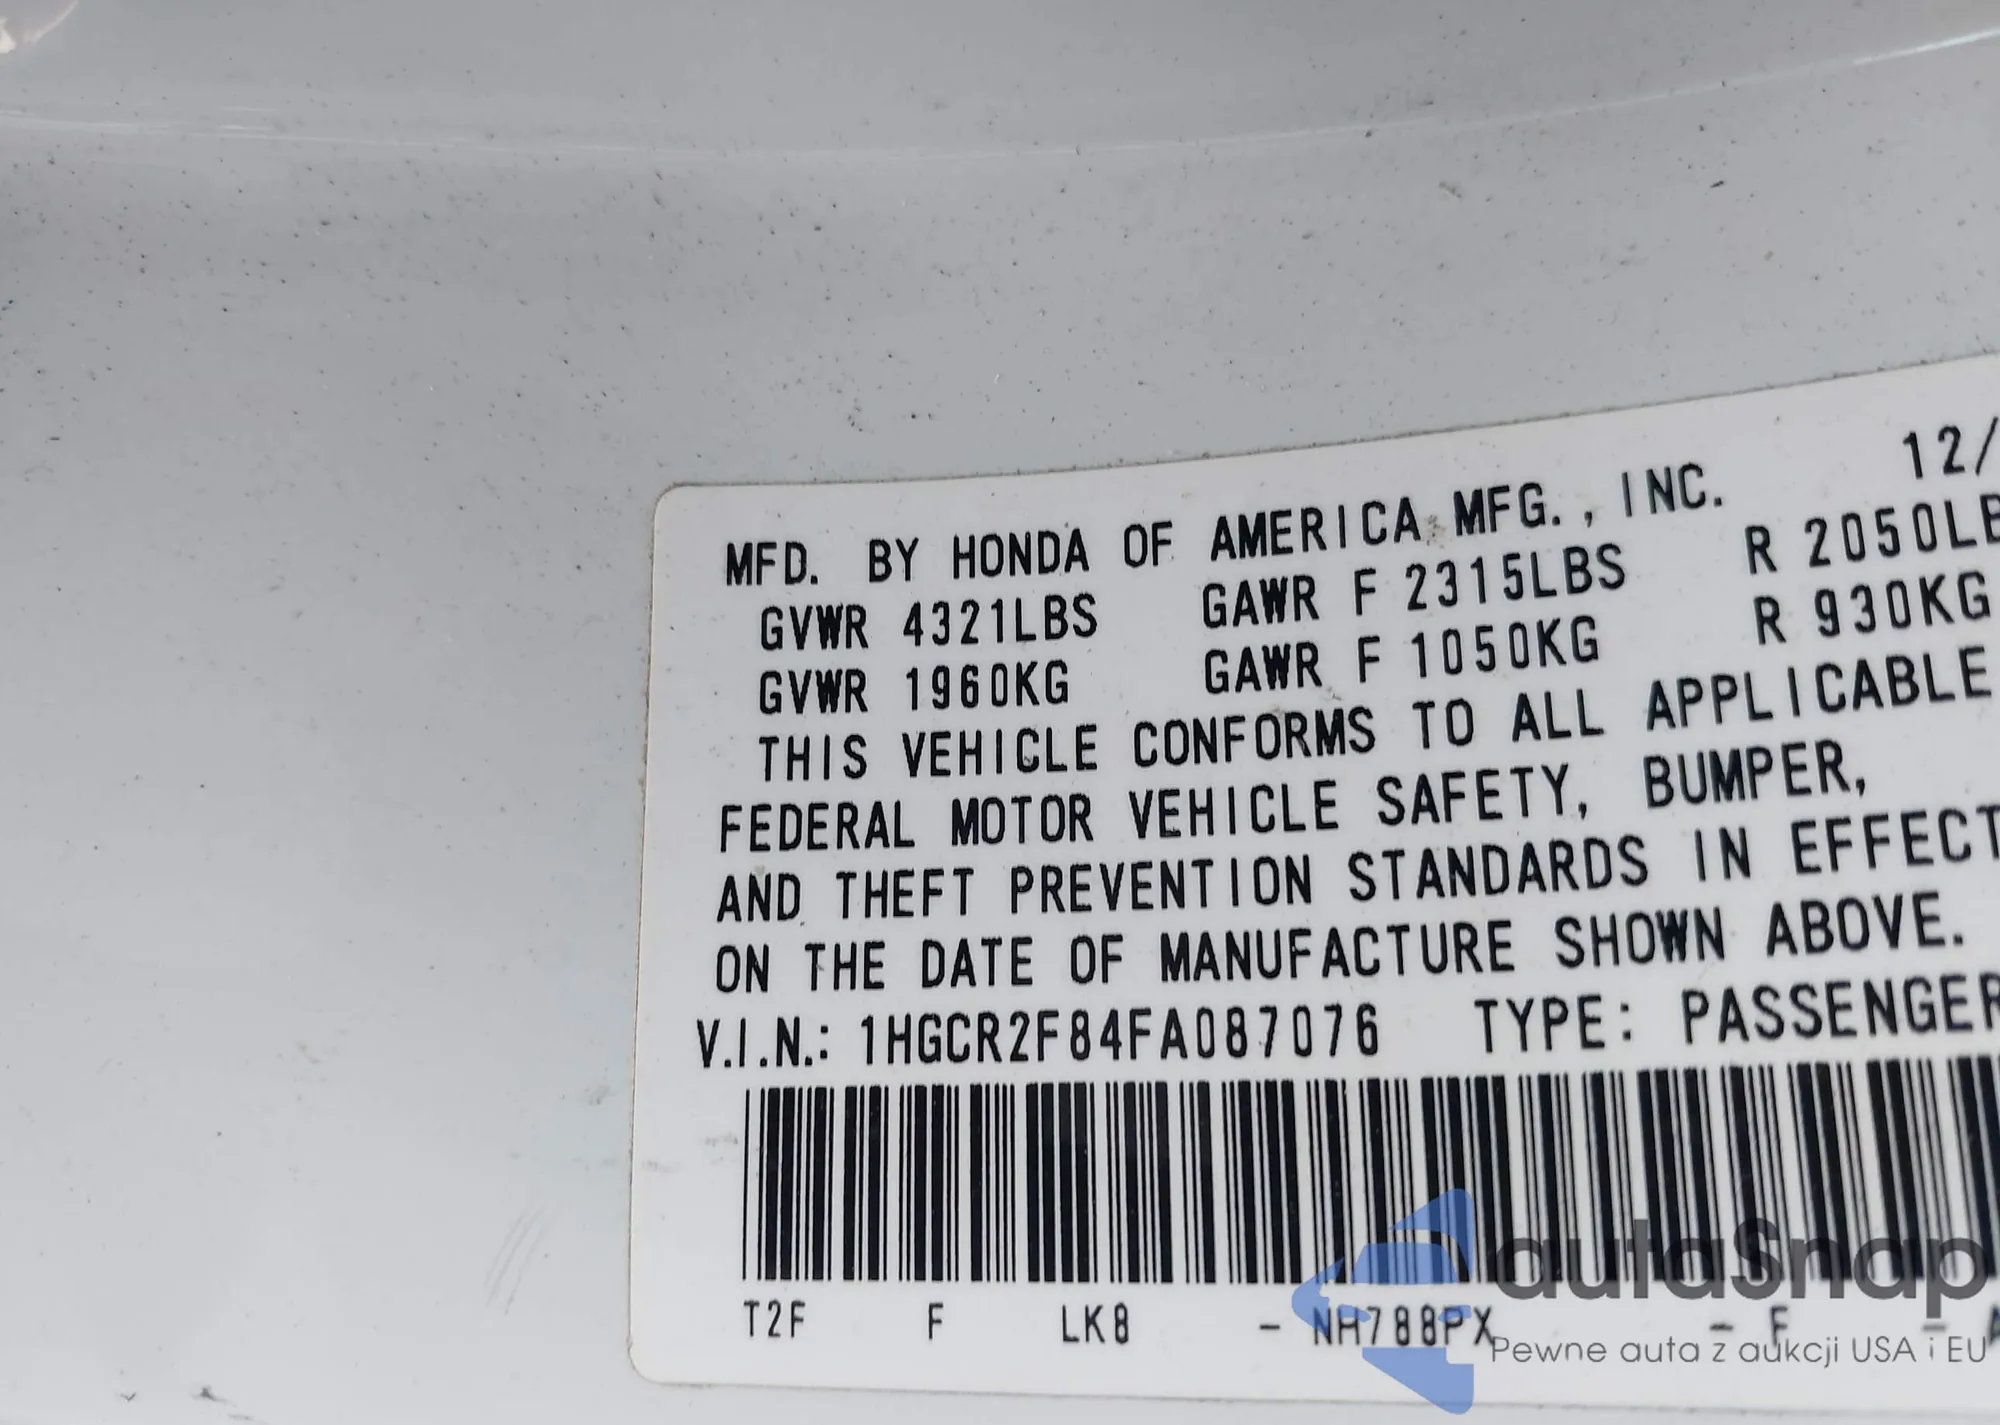 12/
MFD. BY HONDA OF AMERICA MFG., INC.
GVWR 4321LBS GAWR F 2315LBS R 2050LB
GVWR 1960KG GAWR F 1050KG R 930KG
THIS VEHICLE CONFORMS TO ALL APPLICABLE
FEDERAL MOTOR VEHICLE SAFETY, BUMPER,
AND THEFT PREVENTION STANDARDS IN EFFECT
ON THE DATE OF MANUFACTURE SHOWN ABOVE.
V.I.N.: 1HGCR2F84FA087076 TYPE: PASSENGER
T2F F LK8 - NH788PX - F - A
autaSnap
Pewne auta z aukcji USA i EU